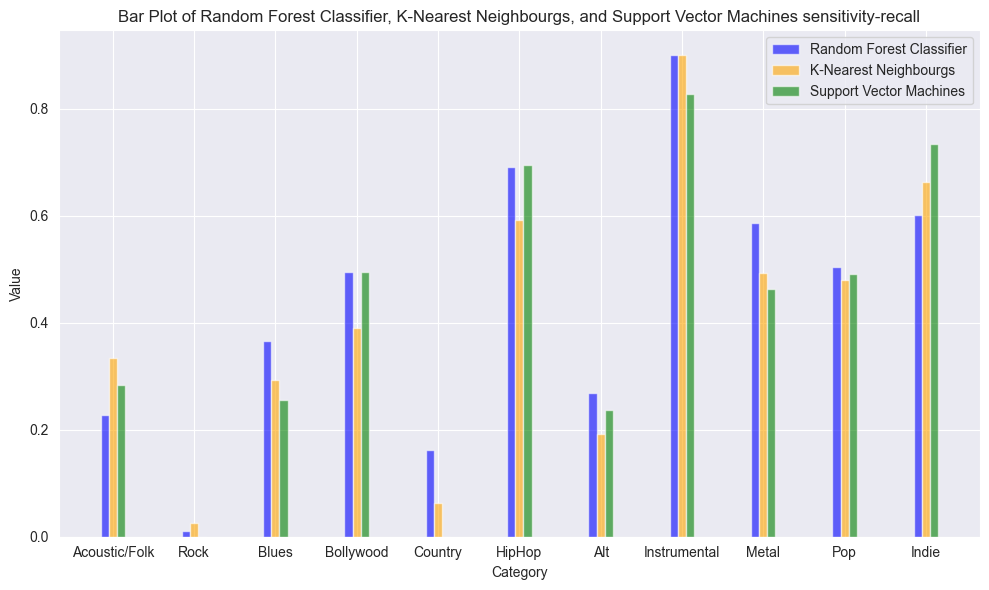 Bar Plot of Random Forest Classifier, K-Nearest Neighbourgs, and Support Vector Machines sensitivity-recall
Random Forest Classifier
K-Nearest Neighbourgs
Support Vector Machines
0.8
0.6
0.4
0.2
0.0
Value
Acoustic/Folk Rock Blues Bollywood Country HipHop Alt Instrumental Metal Pop Indie
Category